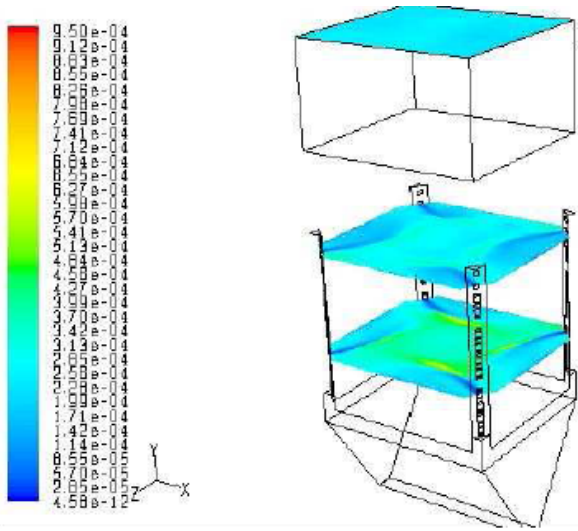 9.50e-04
9.12e-04
8.83e-04
8.55e-04
8.26e-04
7.98e-04
7.69e-04
7.41e-04
7.12e-04
6.84e-04
6.55e-04
6.27e-04
5.98e-04
5.70e-04
5.41e-04
5.13e-04
4.84e-04
4.56e-04
4.27e-04
3.99e-04
3.70e-04
3.42e-04
3.13e-04
2.85e-04
2.56e-04
2.28e-04
1.99e-04
1.71e-04
1.42e-04
1.14e-04
8.55e-05
5.70e-05
2.85e-05
4.58e-12
Y
Z X